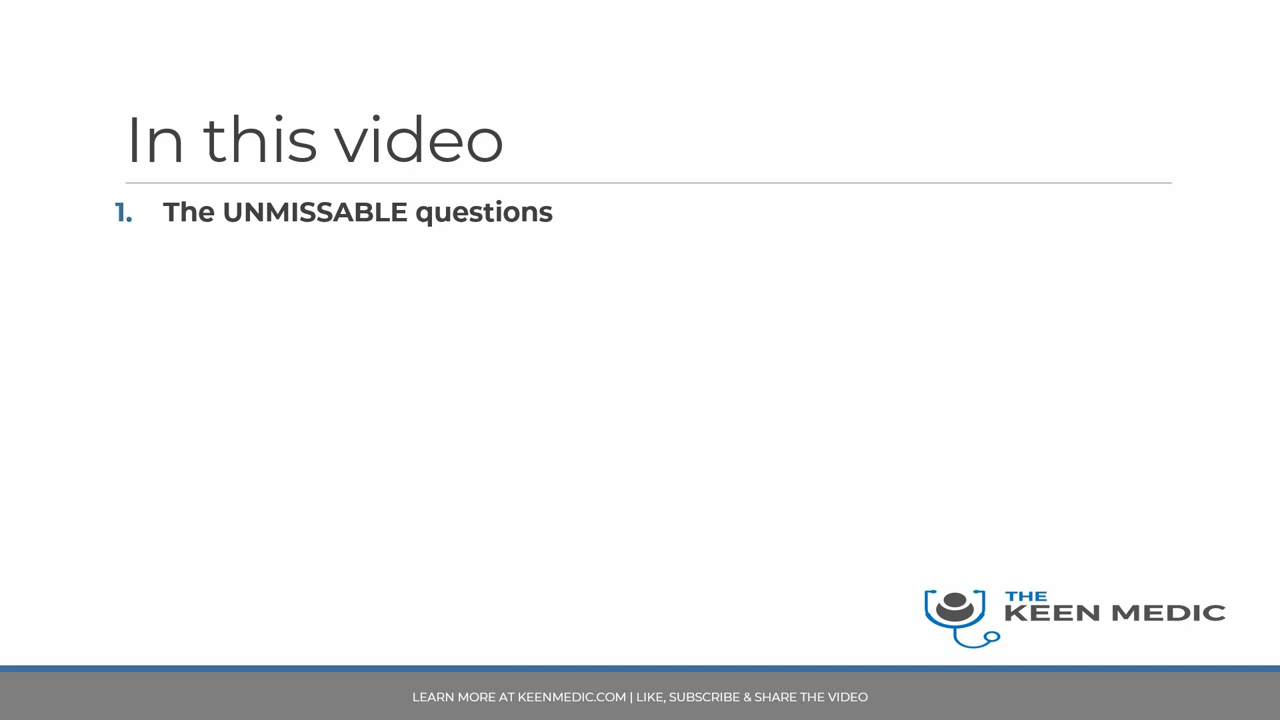 In this video
1. The UNMISSABLE questions
THE
KEEN MEDIC
LEARN MORE AT KEENMEDIC.COM | LIKE, SUBSCRIBE & SHARE THE VIDEO